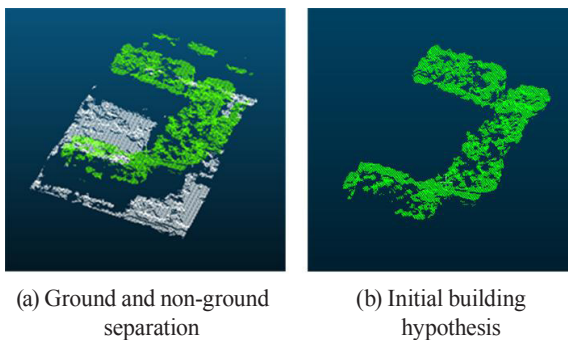 (a) Ground and non-ground
separation
(b) Initial building
hypothesis